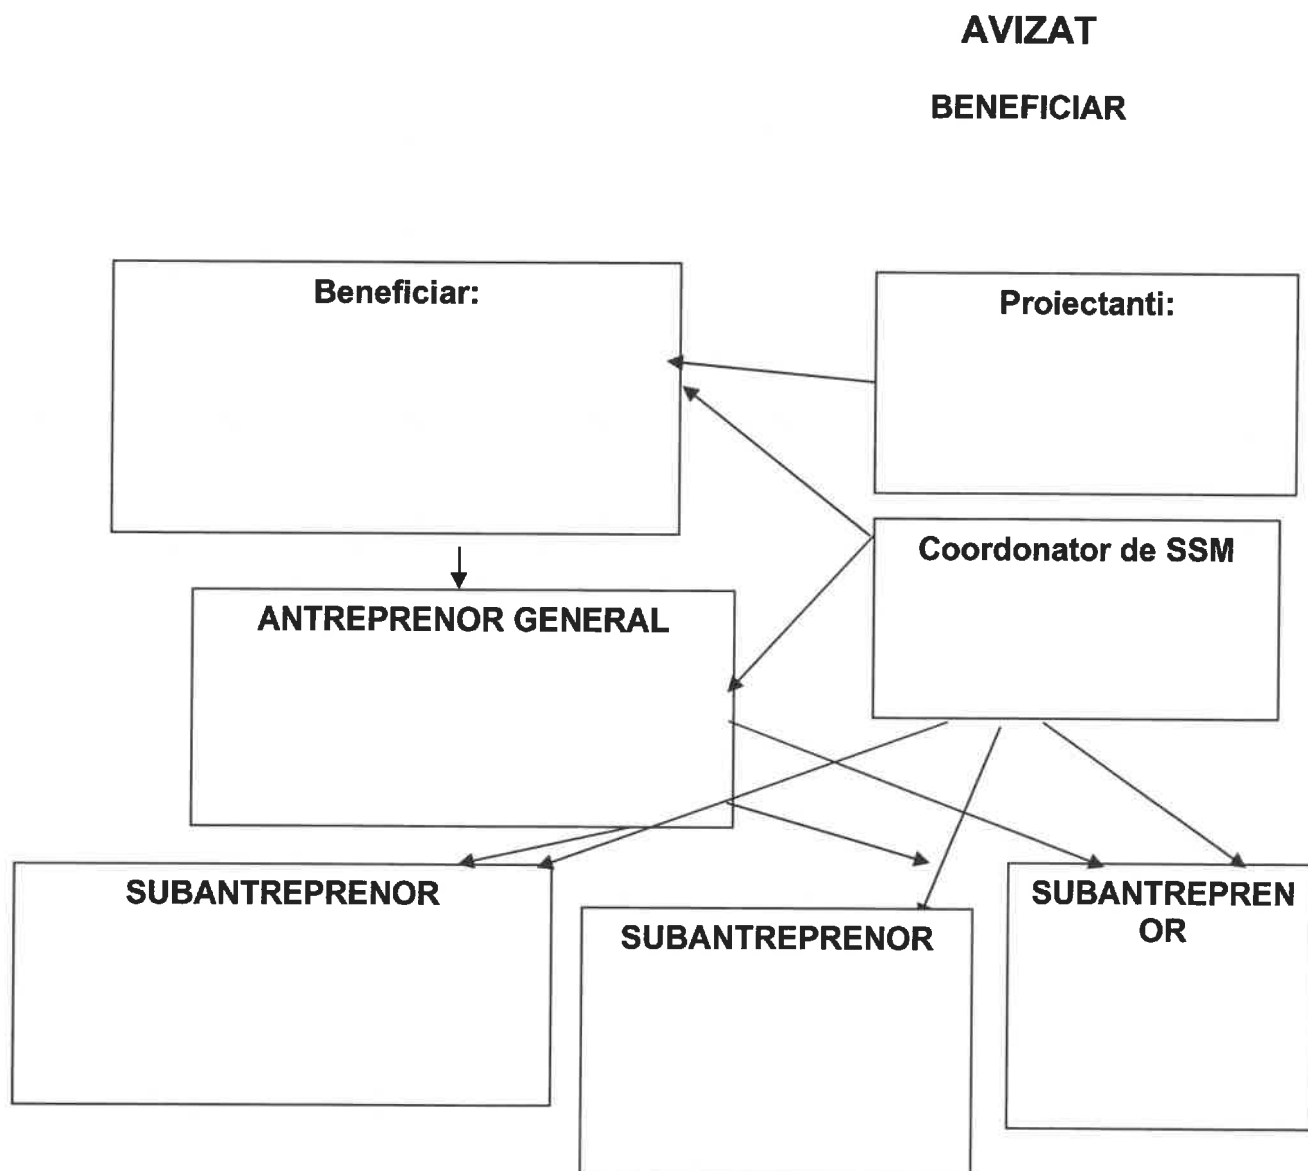 AVIZAT
BENEFICIAR
Beneficiar:
Proiectanti:
Coordonator de SSM
ANTREPRENOR GENERAL
SUBANTREPRENOR
SUBANTREPRENOR
SUBANTREPREN
OR